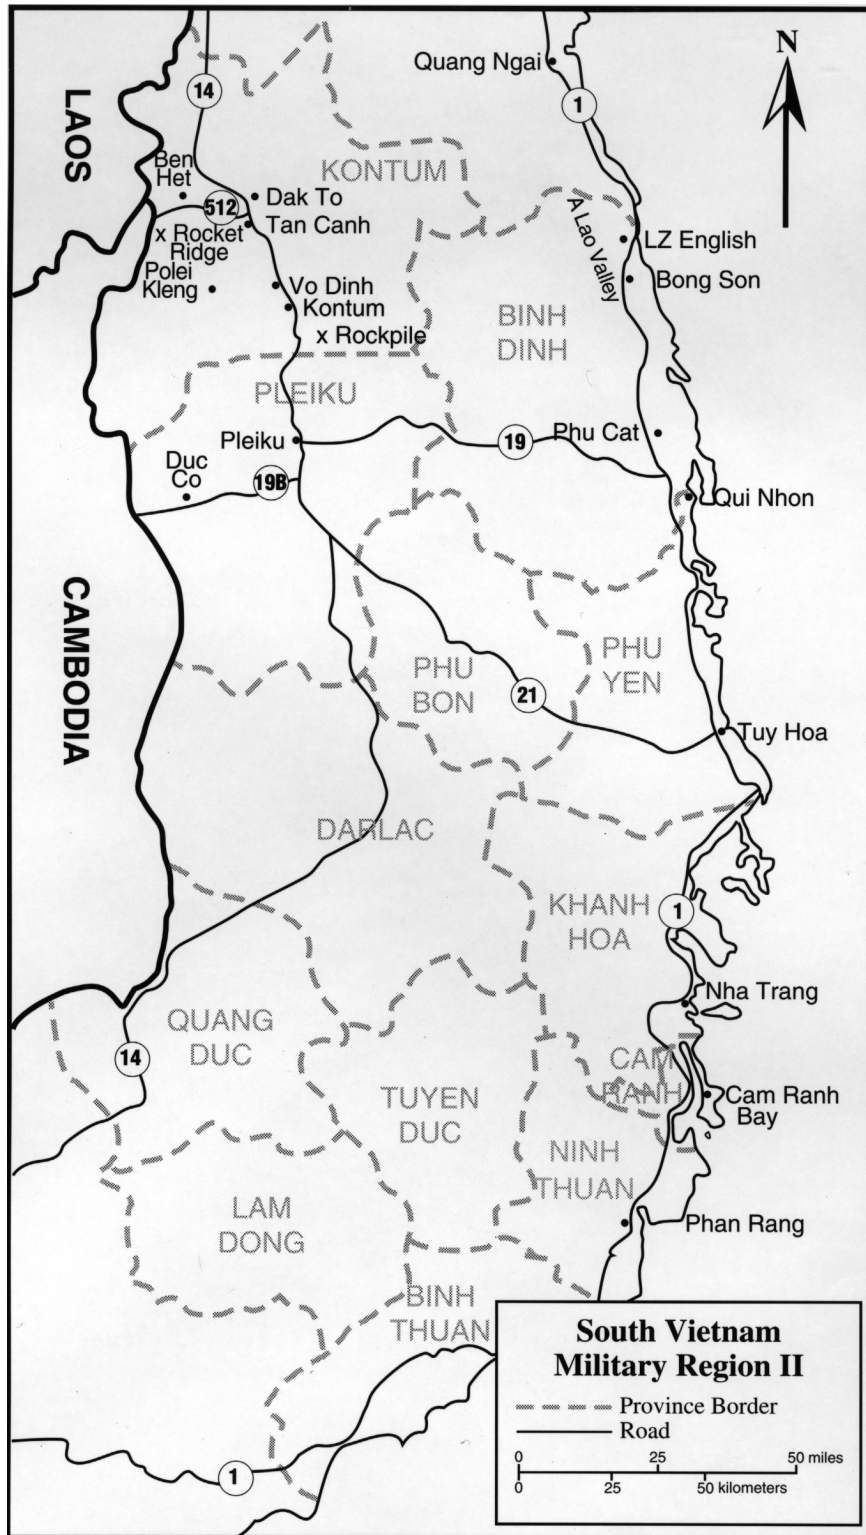 N
Quang Ngai
14
1
LAOS
KONTUM
Ben
Het
Dak To
512
Tan Canh
x Rocket
Ridge
A Lao Valley
LZ English
Polei
Kleng
Vo Dinh
Bong Son
Kontum
x Rockpile
BINH
DINH
PLEIKU
Pleiku
19
Phu Cat
Duc
Co
19B
Qui Nhon
CAMBODIA
PHU
BON
PHU
YEN
21
Tuy Hoa
DARLAC
KHANH
HOA
1
Nha Trang
QUANG
DUC
14
CAM
RANH
Cam Ranh
Bay
TUYEN
DUC
NINH
THUAN
LAM
DONG
Phan Rang
BINH
THUAN
1
South Vietnam
Military Region II
Province Border
Road
0 25 50 miles
0 25 50 kilometers